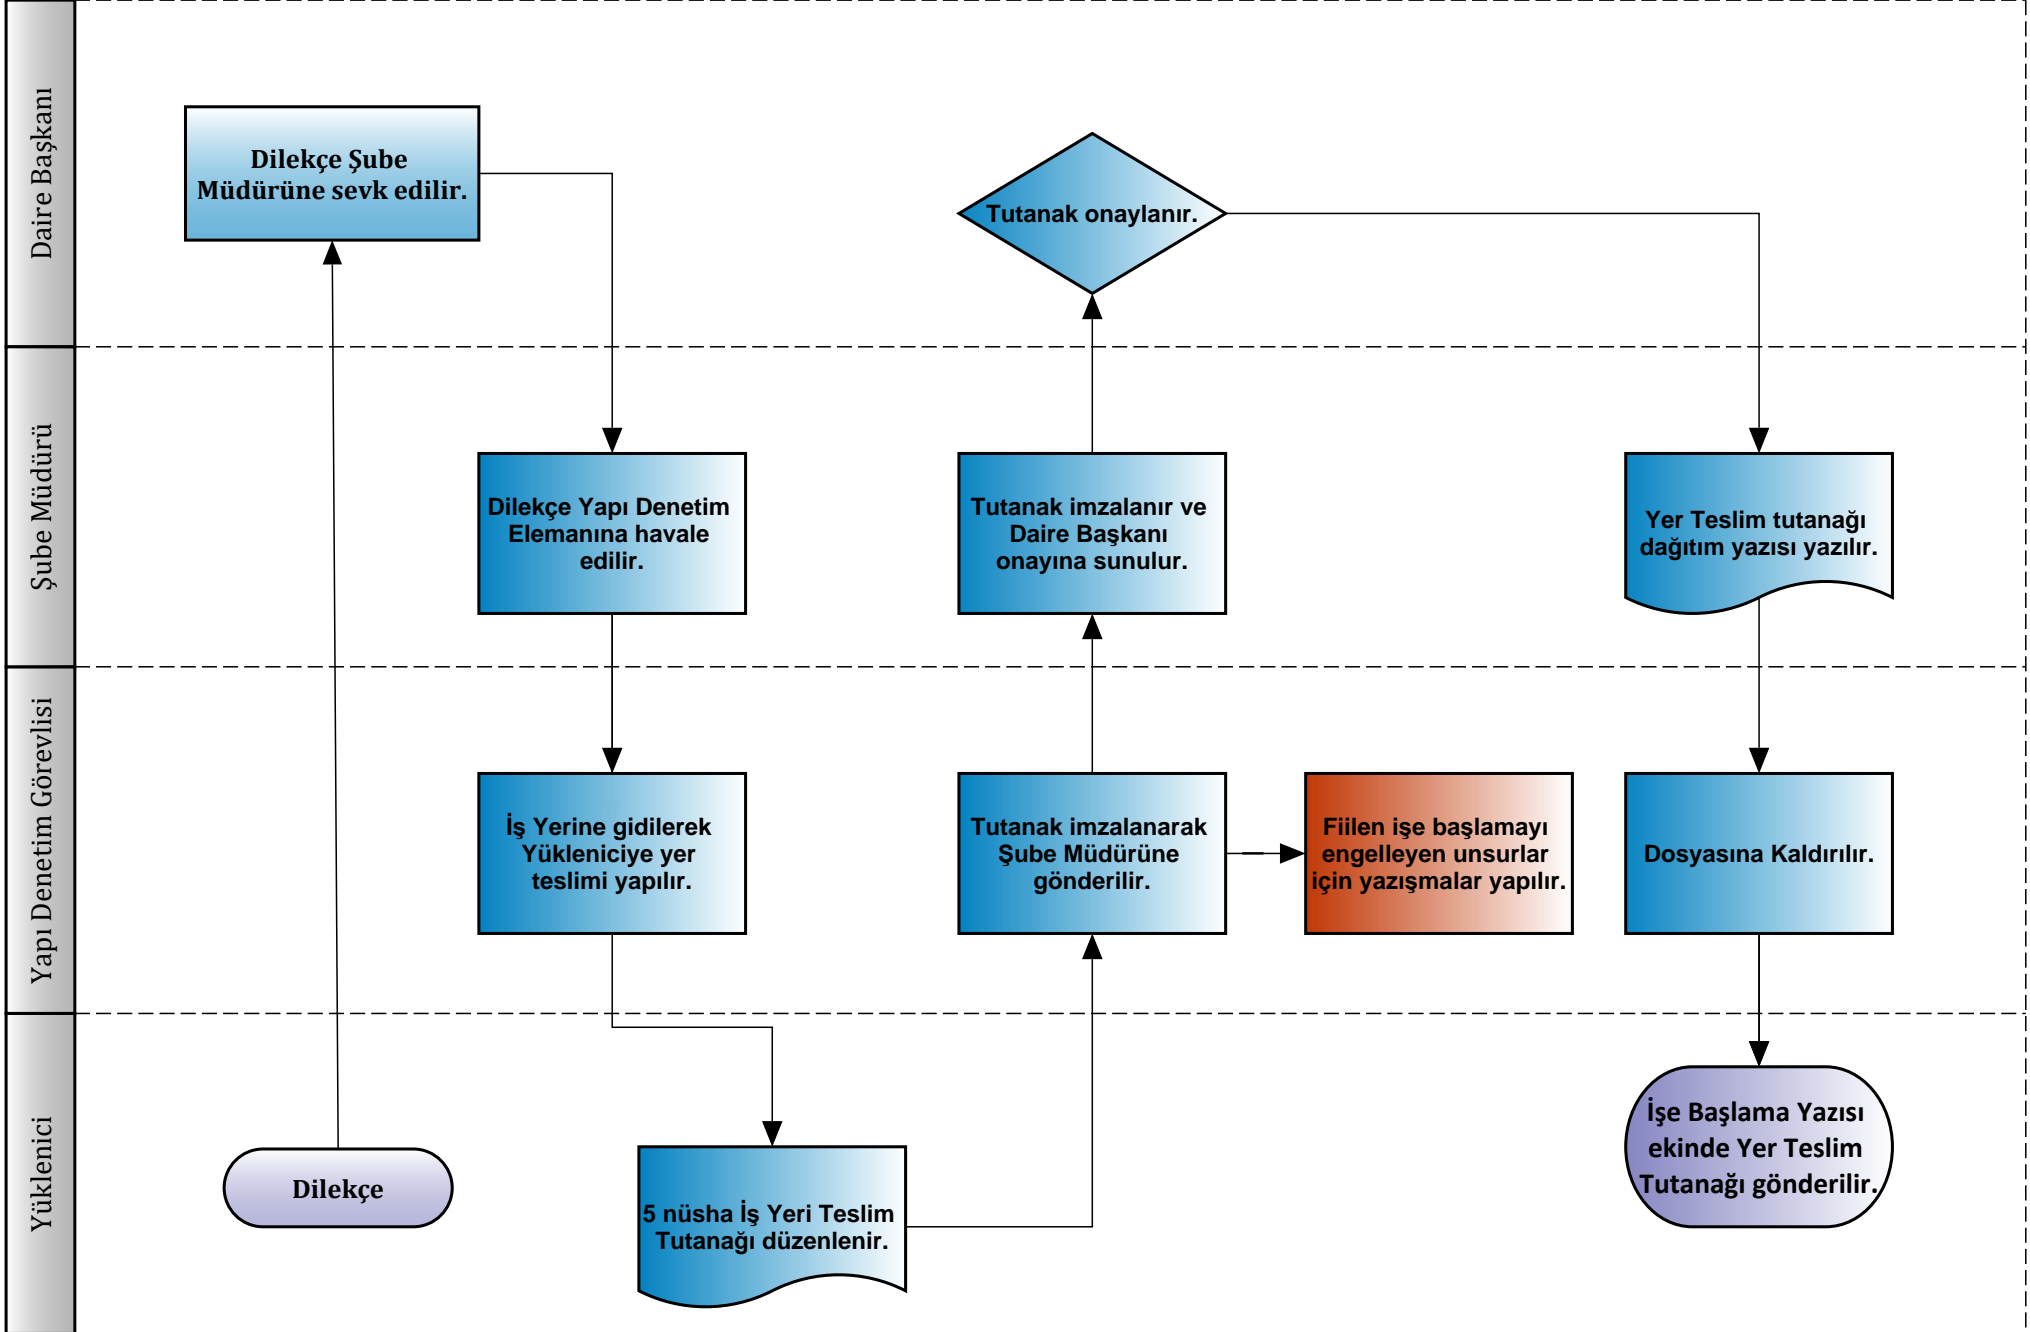 Daire Başkanı
Dilekçe Şube
Müdürüne sevk edilir.
Tutanak onaylanır.
Şube Müdürü
Dilekçe Yapı Denetim
Elemanına havale
edilir.
Tutanak imzalanır ve
Daire Başkanı
onayına sunulur.
Yer Teslim tutanağı
dağıtım yazısı yazılır.
Yapı Denetim Görevlisi
İş Yerine gidilerek
Yükleniciye yer
teslimi yapılır.
Tutanak imzalanarak
Şube Müdürüne
gönderilir.
Fiilen işe başlamayı
engelleyen unsurlar
için yazışmalar yapılır.
Dosyasına Kaldırılır.
Yüklenici
Dilekçe
5 nüsha İş Yeri Teslim
Tutanağı düzenlenir.
İşe Başlama Yazısı
ekinde Yer Teslim
Tutanağı gönderilir.